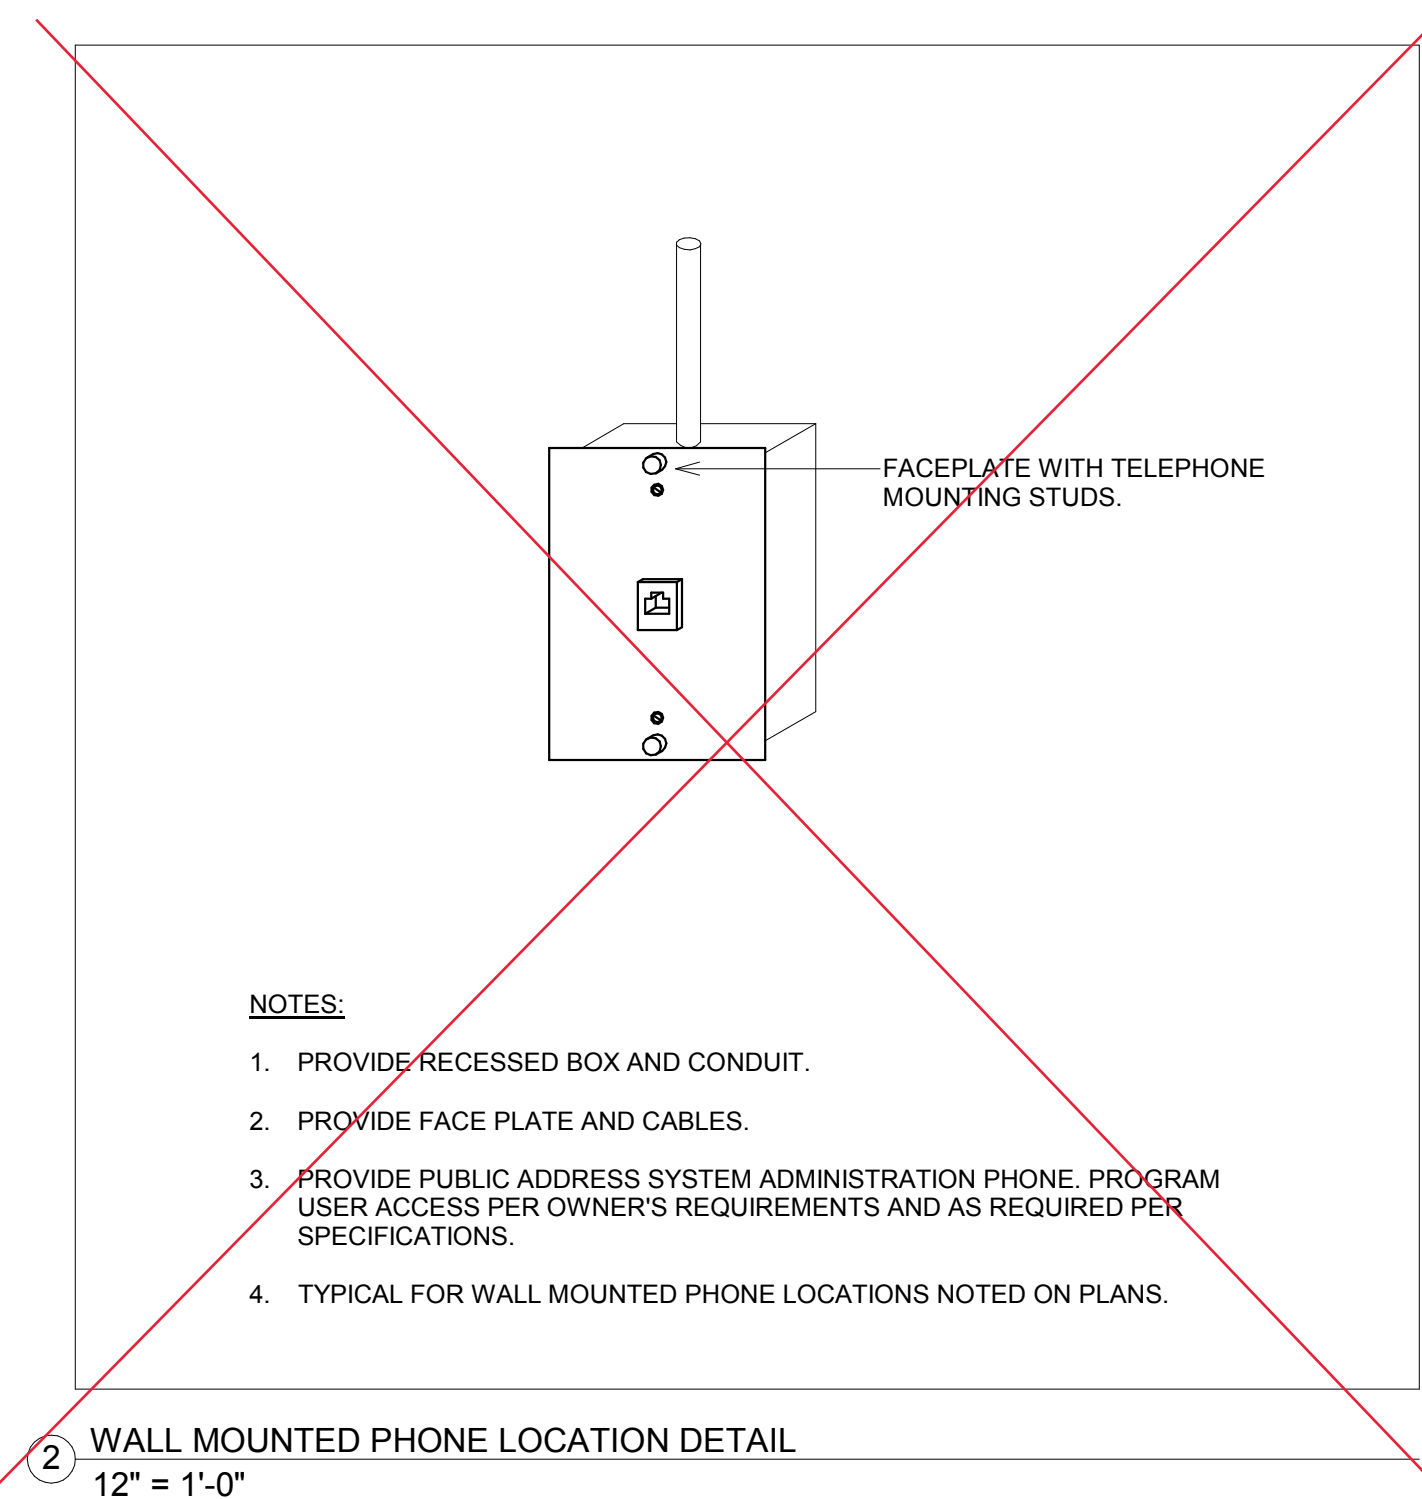 FACEPLATE WITH TELEPHONE
MOUNTING STUDS.
NOTES:
1. PROVIDE RECESSED BOX AND CONDUIT.
2. PROVIDE FACE PLATE AND CABLES.
3. PROVIDE PUBLIC ADDRESS SYSTEM ADMINISTRATION PHONE. PROGRAM
USER ACCESS PER OWNER'S REQUIREMENTS AND AS REQUIRED PER
SPECIFICATIONS.
4. TYPICAL FOR WALL MOUNTED PHONE LOCATIONS NOTED ON PLANS.
2 WALL MOUNTED PHONE LOCATION DETAIL
12" = 1'-0"